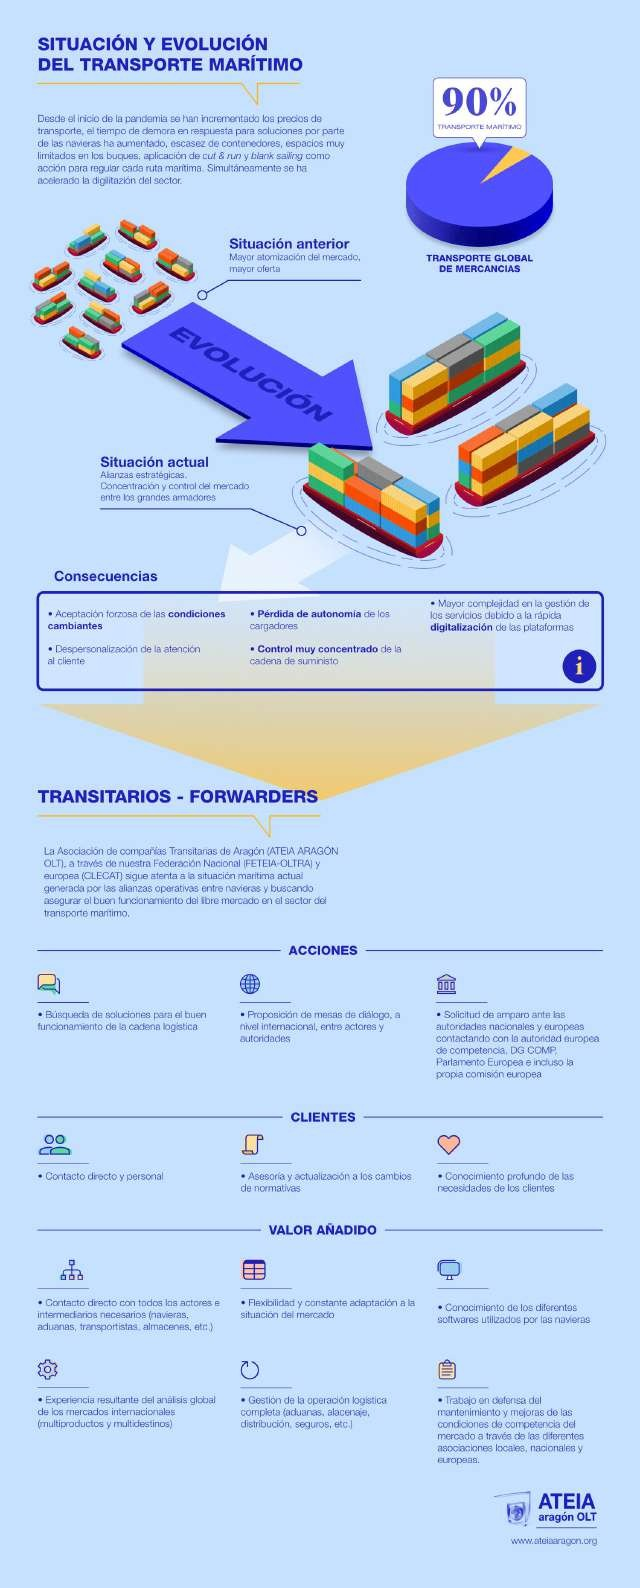 SITUACIÓN Y EVOLUCIÓN
DEL TRANSPORTE MARÍTIMO
Desde el inicio de la pandemia se han incrementado los precios de
transporte, el tiempo de demora en respuesta para soluciones por parte
de las navieras ha aumentado, escasez de contenedores, espacios muy
limitados en los buques, aplicación de cut & run y blank sailing como
acción para regular cada ruta marítima. Simultáneamente se ha
acelerado la digilitazión del sector.
90%
TRANSPORTE MARÍTIMO
TRANSPORTE GLOBAL
DE MERCANCIAS
Situación anterior
Mayor atomización del mercado,
mayor oferta
EVOLUCIÓN
Situación actual
Alianzas estratégicas.
Concentración y control del mercado
entre los grandes armadores
Consecuencias
• Aceptación forzosa de las condiciones
cambiantes
• Despersonalización de la atención
al cliente
• Pérdida de autonomía de los
cargadores
• Control muy concentrado de la
cadena de suministo
• Mayor complejidad en la gestión de
los servicios debido a la rápida
digitalización de las plataformas
i
TRANSITARIOS - FORWARDERS
La Asociación de compañías Transitarias de Aragón (ATEIA ARAGÓN
OLT), a través de nuestra Federación Nacional (FETEIA-OLTRA) y
europea (CLECAT) sigue atenta a la situación marítima actual
generada por las alianzas operativas entre navieras y buscando
asegurar el buen funcionamiento del libre mercado en el sector del
transporte marítimo.
ACCIONES
• Búsqueda de soluciones para el buen
funcionamiento de la cadena logística
• Proposición de mesas de diálogo, a
nivel internacional, entre actores y
autoridades
• Solicitud de amparo ante las
autoridades nacionales y europeas
contactando con la autoridad europea
de competencia, DG COMP,
Parlamento Europea e incluso la
propia comisión europea
CLIENTES
• Contacto directo y personal
• Asesoría y actualización a los cambios
de normativas
• Conocimiento profundo de las
necesidades de los clientes
VALOR AÑADIDO
• Contacto directo con todos los actores e
intermediarios necesarios (navieras,
aduanas, transportistas, almacenes, etc.)
• Flexibilidad y constante adaptación a la
situación del mercado
• Conocimiento de los diferentes
softwares utilizados por las navieras
• Experiencia resultante del análisis global
de los mercados internacionales
(multiproductos y multidestinos)
• Gestión de la operación logística
completa (aduanas, alacenaje,
distribución, seguros, etc.)
• Trabajo en defensa del
mantenimiento y mejoras de las
condiciones de competencia del
mercado a través de las diferentes
asociaciones locales, nacionales y
europeas.
ATEIA
aragón OLT
www.ateiaaragon.org